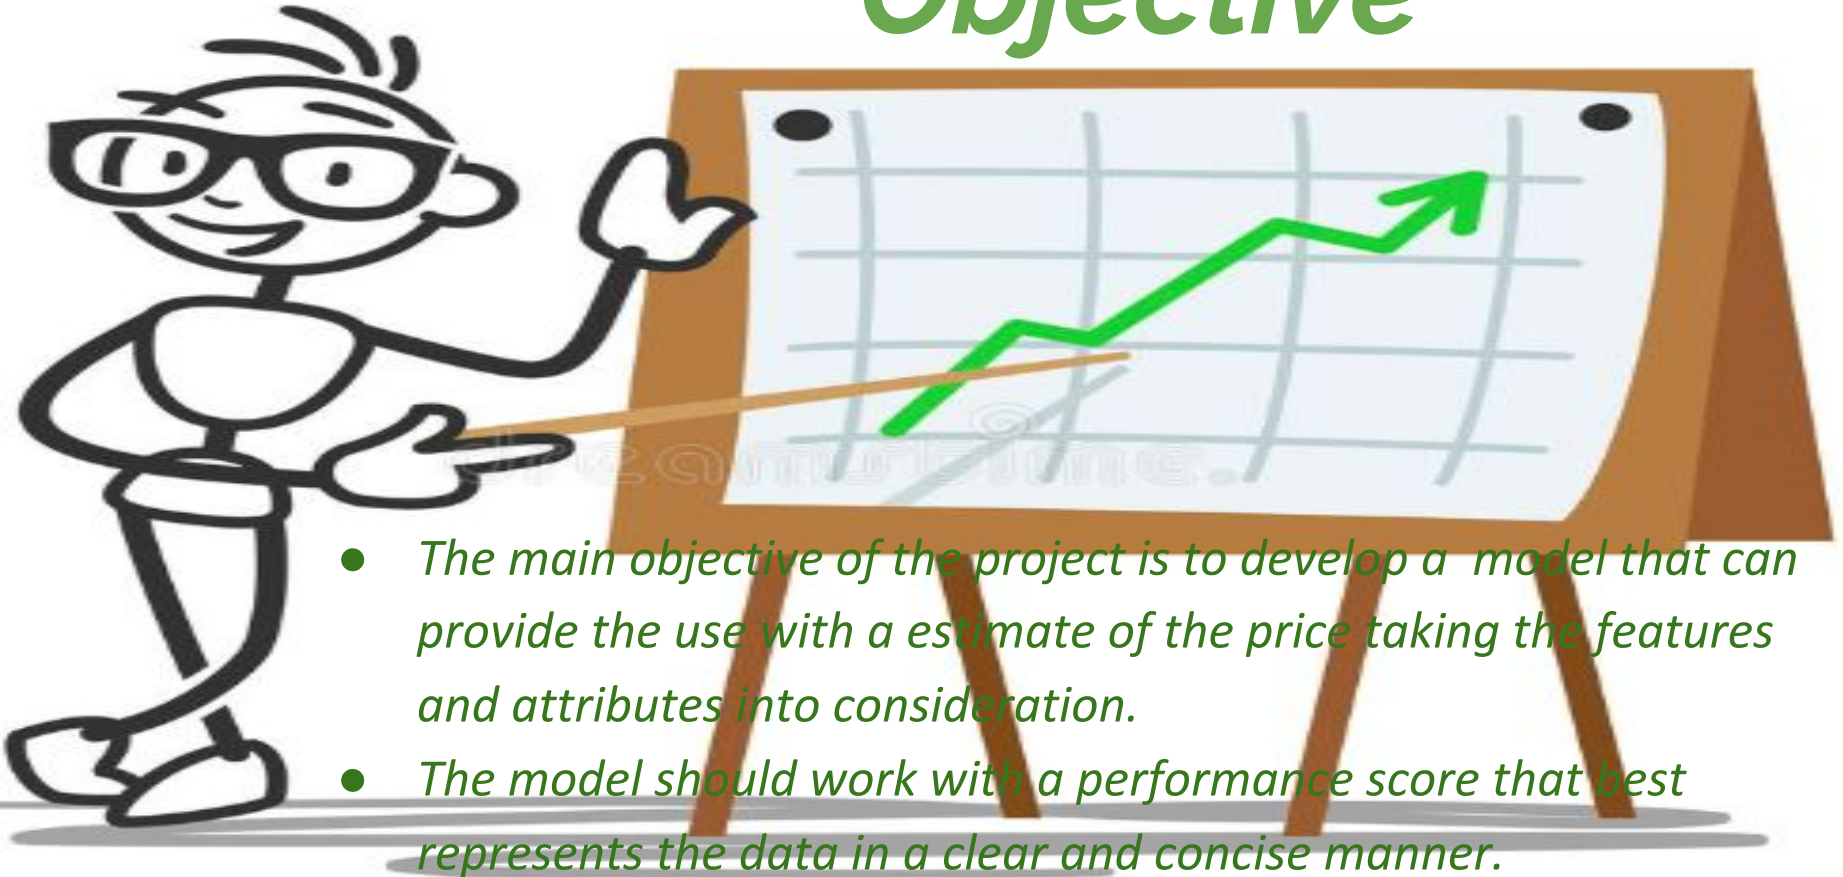 Objective
dreamstime.
● The main objective of the project is to develop a  model that can
provide the use with a estimate of the price taking the features
and attributes into consideration.
● The model should work with a performance score that best
represents the data in a clear and concise manner.